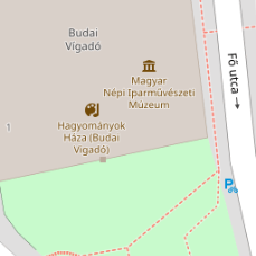 Budai
Vigadó
Magyar
Népi Iparművészeti
Múzeum
Fő utca →
Hagyományok
Háza (Budai
Vigadó)
1
P